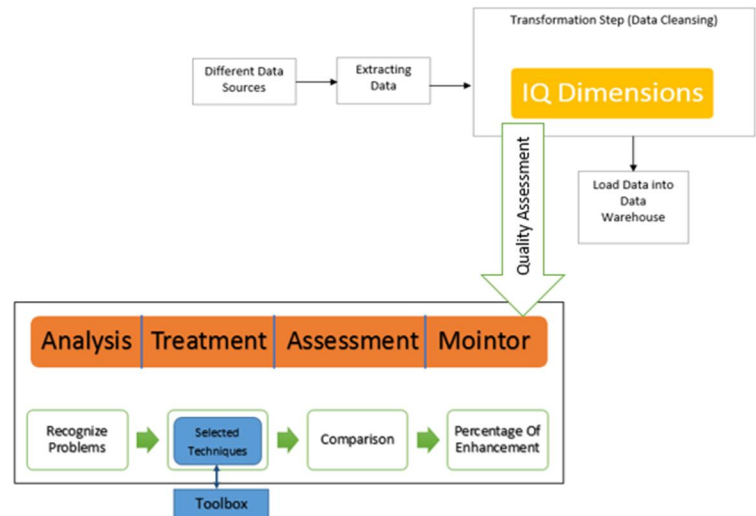 Transformation Step (Data Cleansing)
Different Data
Sources
Extracting
Data
IQ Dimensions
Load Data into
Data
Warehouse
Quality Assessment
Analysis
Treatment
Assessment
Mointor
Recognize
Problems
Selected
Techniques
Comparison
Percentage Of
Enhancement
Toolbox